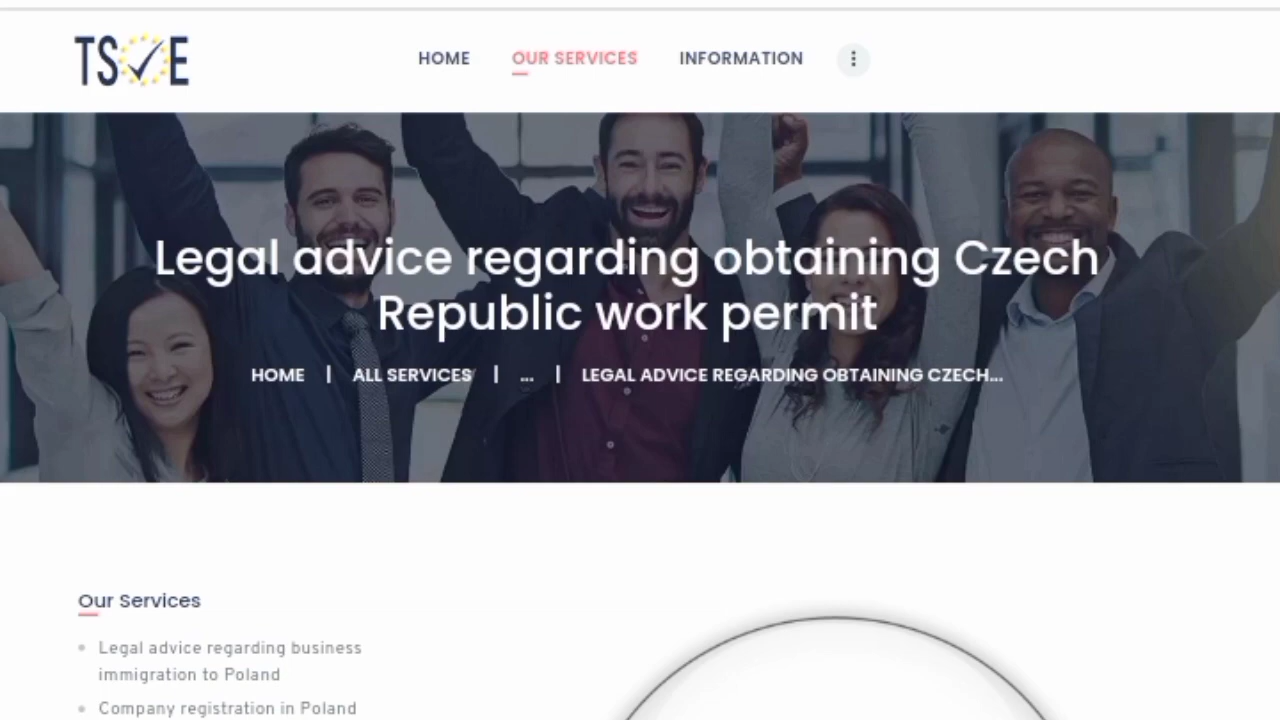 TS✓E
HOME
OUR SERVICES
INFORMATION
Legal advice regarding obtaining Czech
Republic work permit
HOME | ALL SERVICES | ... | LEGAL ADVICE REGARDING OBTAINING CZECH...
Our Services
Legal advice regarding business
immigration to Poland
Company registration in Poland